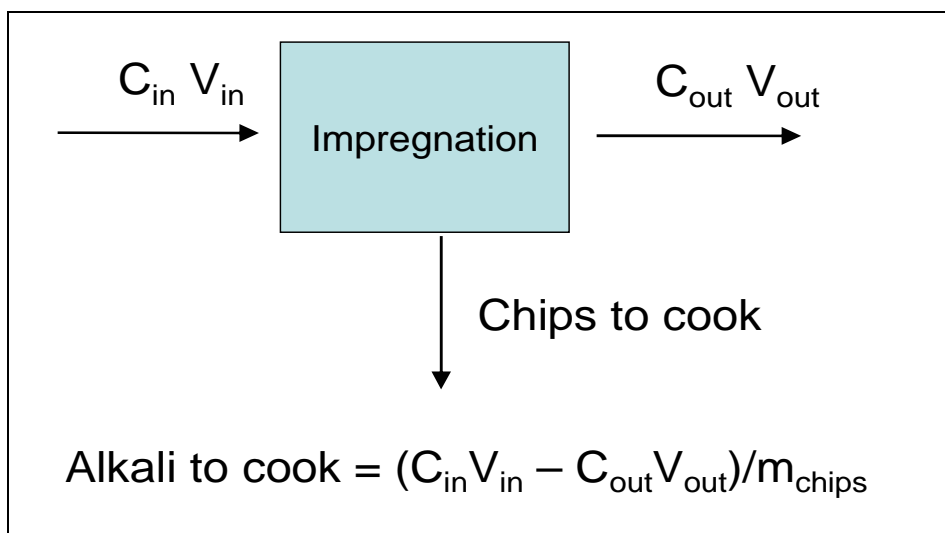 C_in V_in
C_out V_out
Impregnation
Chips to cook
Alkali to cook = (C_in V_in – C_out V_out)/m_chips